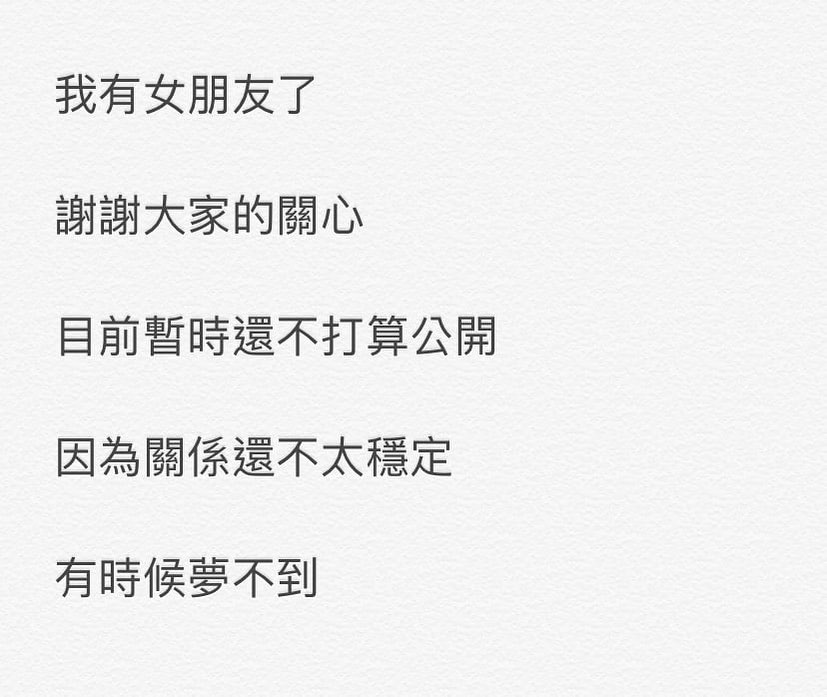 我有女朋友了
謝謝大家的關心
目前暫時還不打算公開
因為關係還不太穩定
有時候夢不到